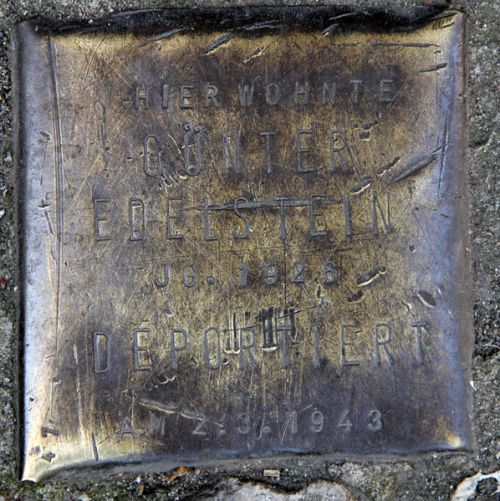 HIER WOHNTE
GÜNTER
EDELSTEIN
JG. 1926
DEPORTIERT
AM 2.3.1943